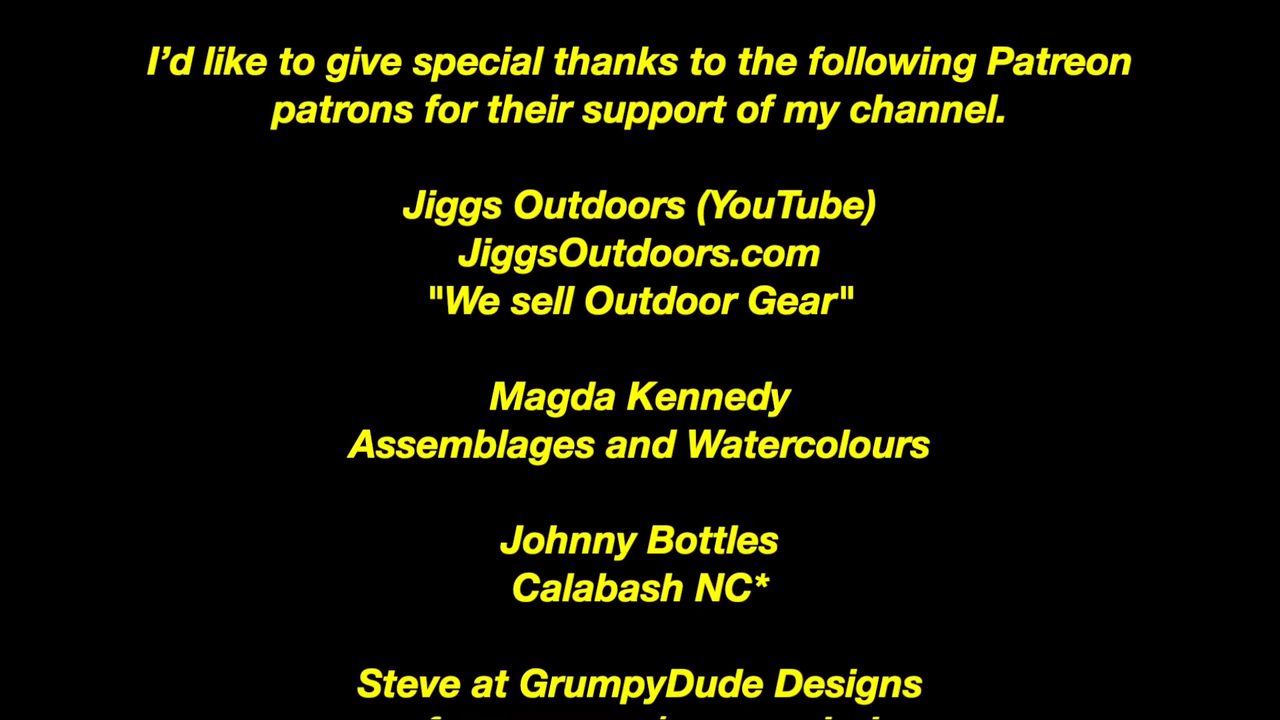 I’d like to give special thanks to the following Patreon
patrons for their support of my channel.
Jiggs Outdoors (YouTube)
JiggsOutdoors.com
"We sell Outdoor Gear"
Magda Kennedy
Assemblages and Watercolours
Johnny Bottles
Calabash NC*
Steve at GrumpyDude Designs